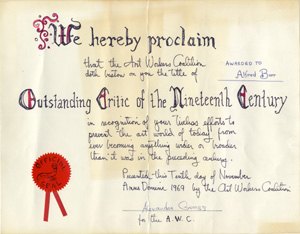 We hereby proclaim
that the Art Workers Coalition
doth bestow on you the title of
AWARDED TO
Alfred Barr
Outstanding Critic of the Nineteenth Century
in recognition of your tireless efforts to
prevent the art world of today from
ever becoming anything wider or broader
than it was in the preceding century.
Presented this Tenth day of November
Anno Domini 1969 by the Art Workers Coalition
for the A.W.C.
OFFICIAL
SEAL